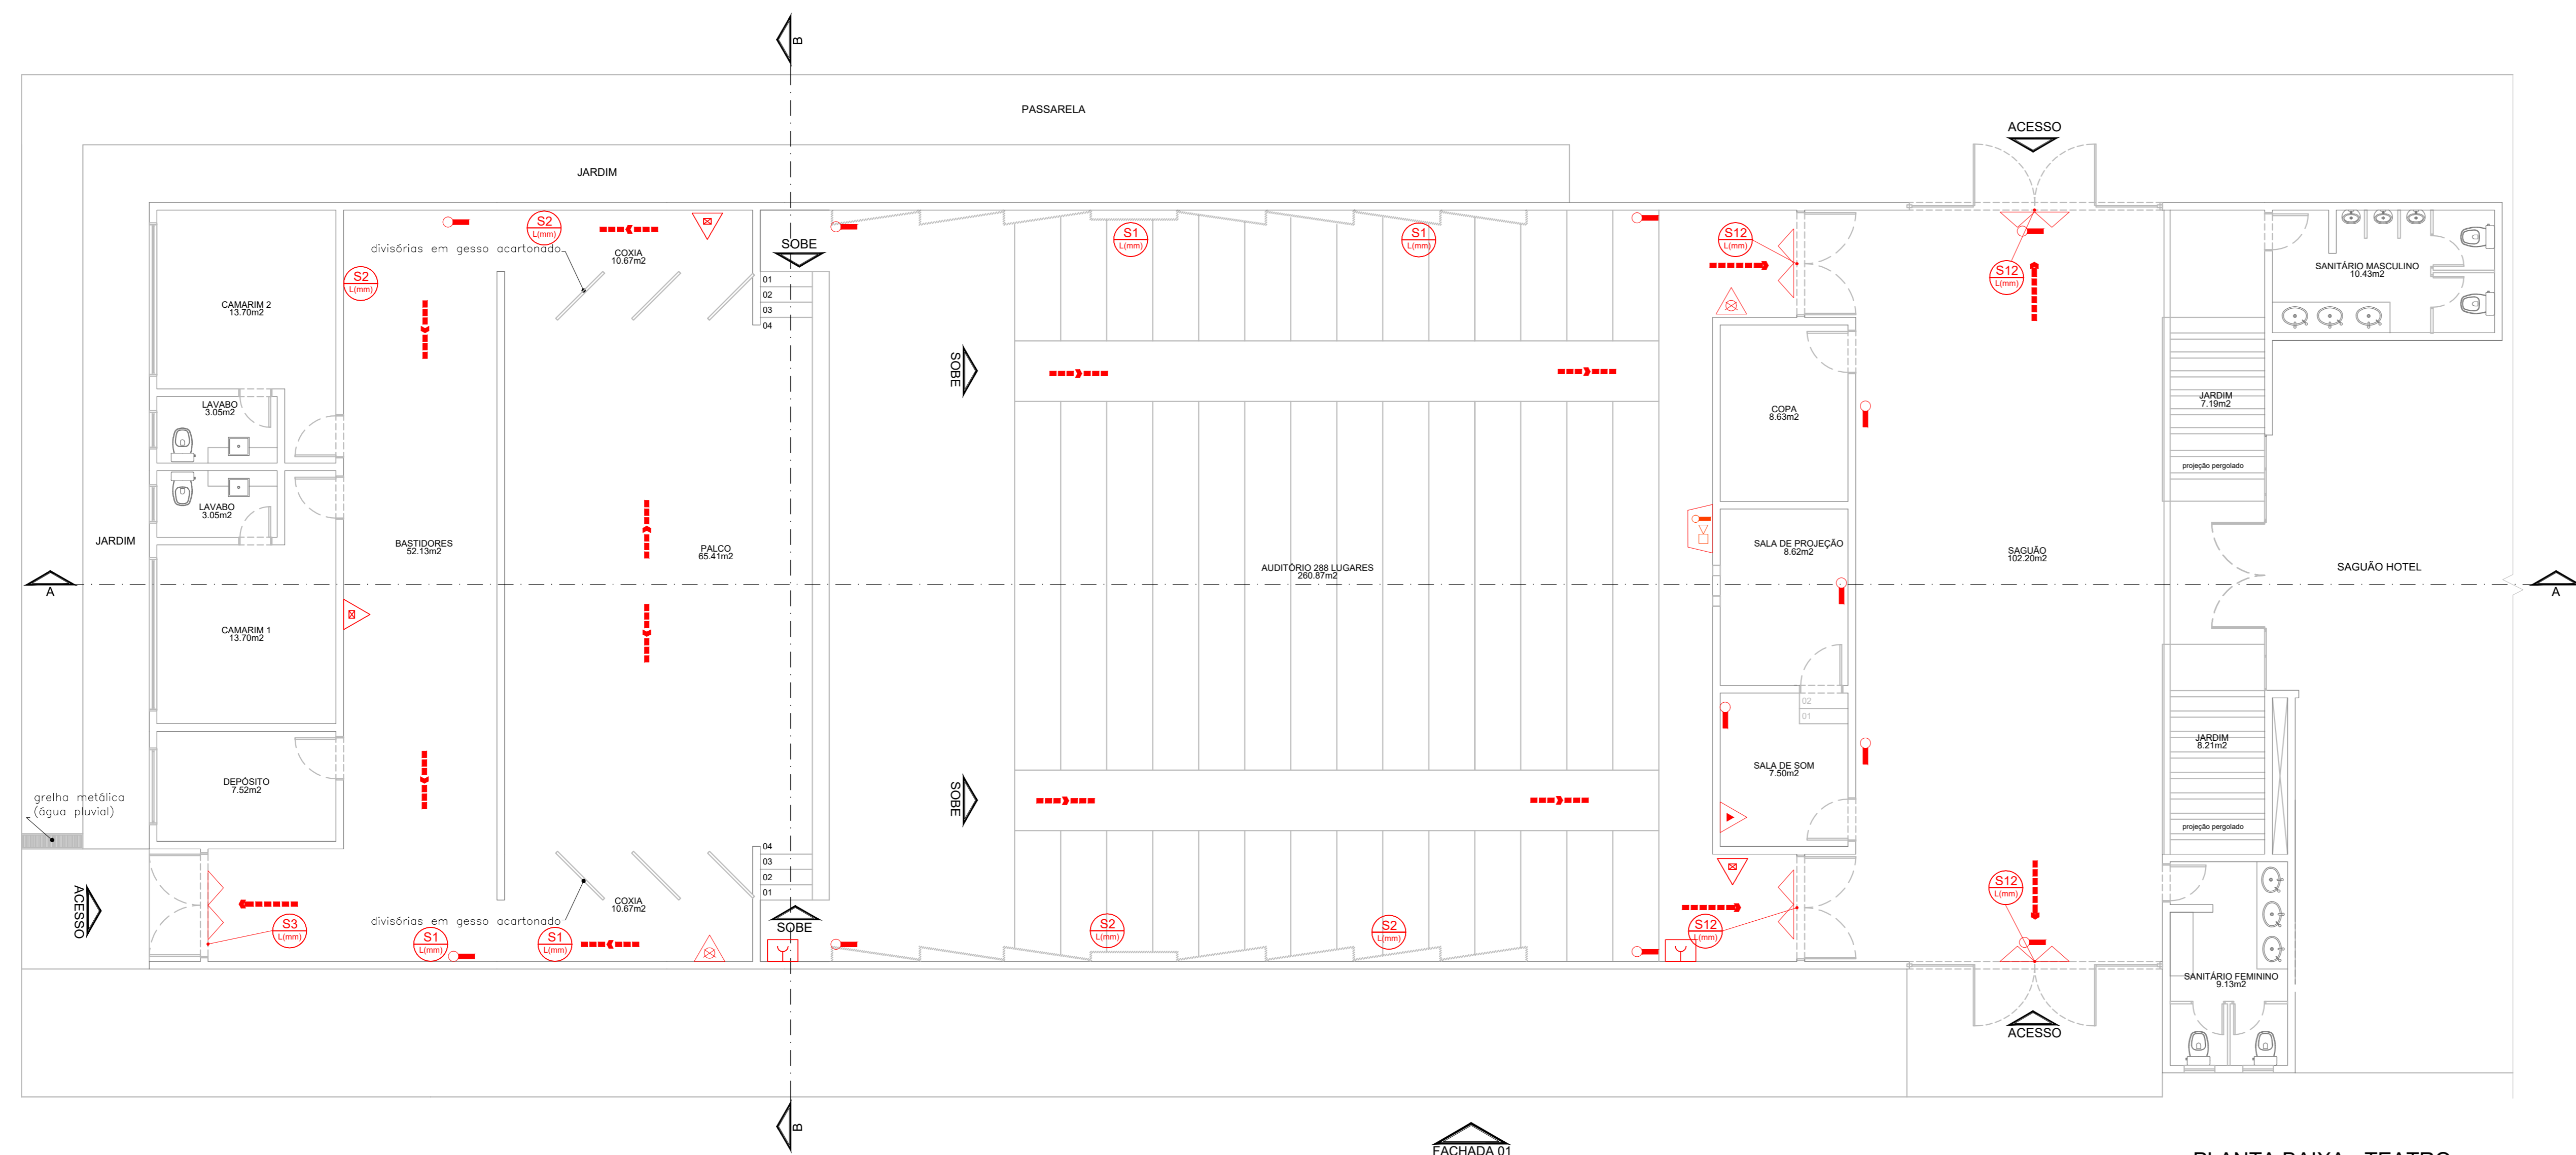 B
PASSARELA
ACESSO
JARDIM
S2
L(mm)
divisórias em gesso acartonado
COXIA
10.67m2
SOBE
01
02
03
04
S1
L(mm)
S1
L(mm)
S12
L(mm)
S12
L(mm)
SANITÁRIO MASCULINO
10.43m2
S2
L(mm)
CAMARIM 2
13.70m2
SOBE
LAVABO
3.05m2
COPA
8.63m2
JARDIM
7.19m2
projeção pergolado
LAVABO
3.05m2
JARDIM
BASTIDORES
52.13m2
PALCO
65.41m2
AUDITÓRIO 288 LUGARES
260.87m2
SALA DE PROJEÇÃO
8.62m2
SAGUÃO
102.20m2
SAGUÃO HOTEL
A
A
CAMARIM 1
13.70m2
02
01
DEPÓSITO
7.52m2
SOBE
SALA DE SOM
7.50m2
JARDIM
8.21m2
projeção pergolado
grelha metálica
(água pluvial)
04
03
02
01
ACESSO
S3
L(mm)
divisórias em gesso acartonado
COXIA
10.67m2
S1
L(mm)
S1
L(mm)
SOBE
S2
L(mm)
S2
L(mm)
S12
L(mm)
S12
L(mm)
SANITÁRIO FEMININO
9.13m2
ACESSO
B
FACHADA 01
PLANTA BAIXA - TEATRO